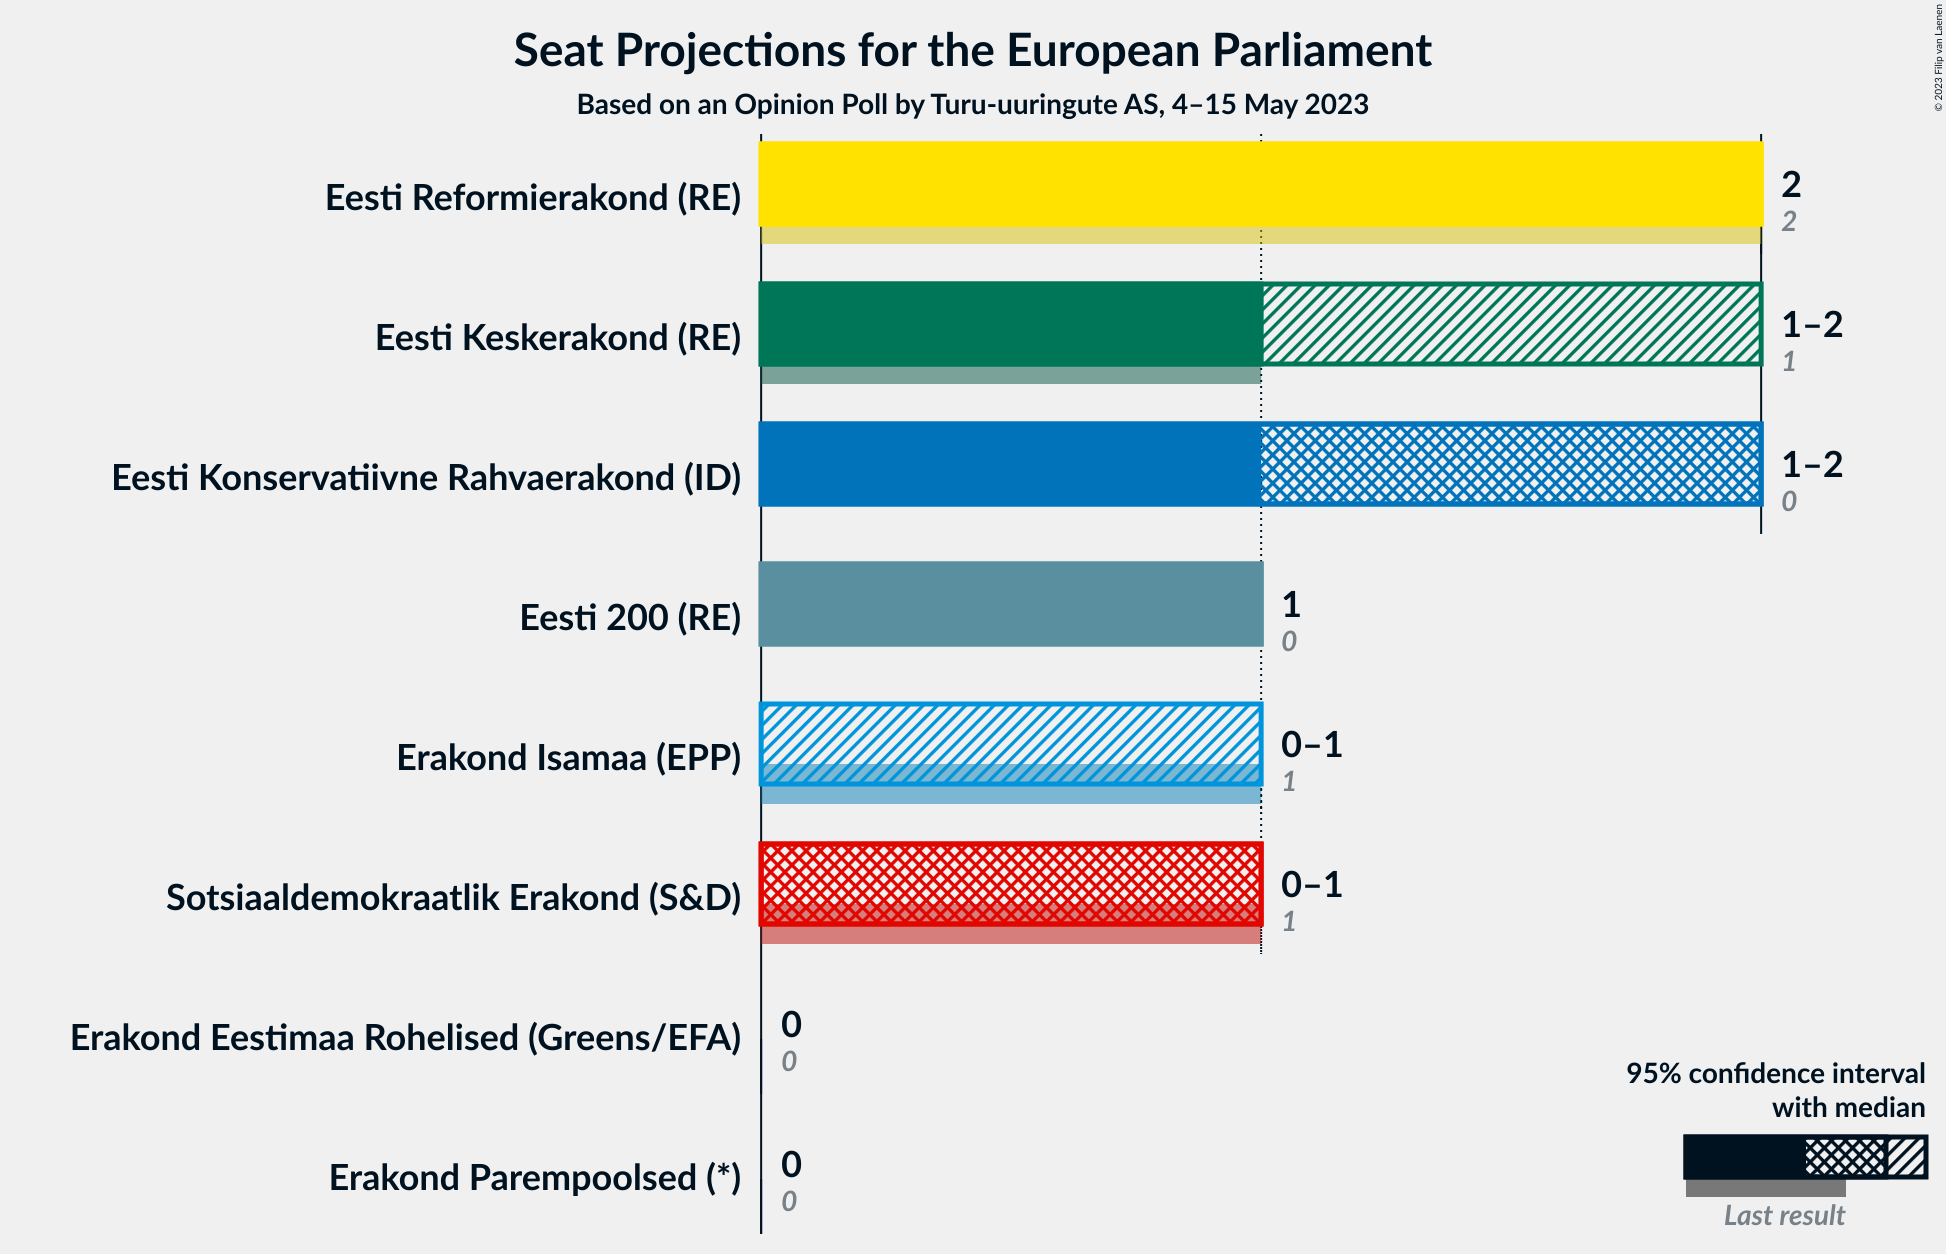 Seat Projections for the European Parliament
Based on an Opinion Poll by Turu-uuringute AS, 4–15 May 2023
© 2023 Filip van Laenen
Eesti Reformierakond (RE)
2
2
Eesti Keskerakond (RE)
1–2
1
Eesti Konservatiivne Rahvaerakond (ID)
1–2
0
Eesti 200 (RE)
1
0
Erakond Isamaa (EPP)
0–1
1
Sotsiaaldemokraatlik Erakond (S&D)
0–1
1
Erakond Eestimaa Rohelised (Greens/EFA)
0
0
Erakond Parempoolsed (*)
0
0
95% confidence interval
with median
Last result